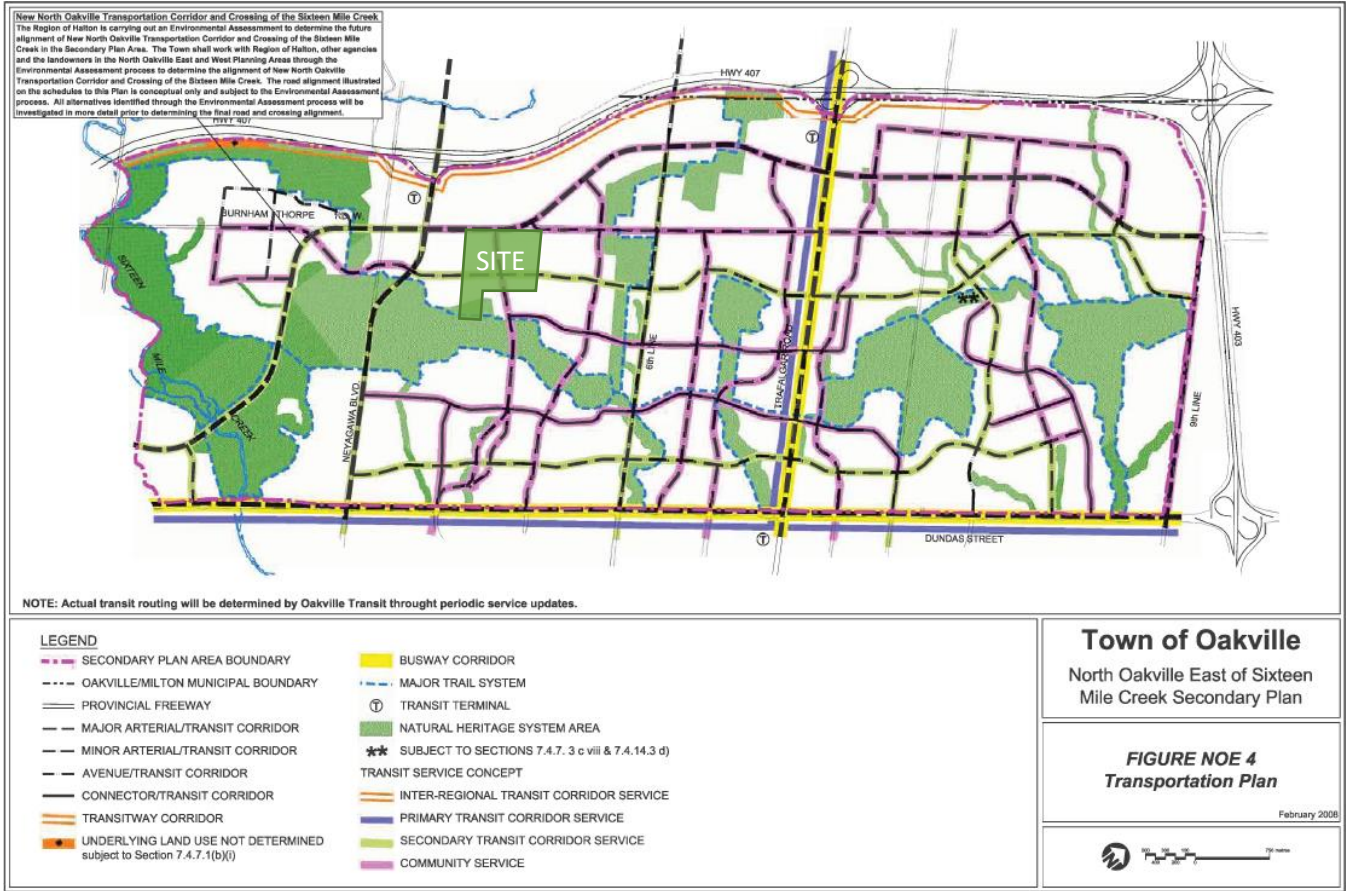 New North Oakville Transportation Corridor and Crossing of the Sixteen Mile Creek
The Region of Halton is carrying out an Environmental Assessmment to determine the future
alignment of New North Oakville Transportation Corridor and Crossing of the Sixteen Mile
Creek in the Secondary Plan Area. The Town shall work with Region of Halton, other agencies
and the landowners in the North Oakville East and West Planning Areas through the
Environmental Assessment process to determine the alignment of New North Oakville
Transportation Corridor and Crossing of the Sixteen Mile Creek. The road alignment illustrated
on the schedules to this Plan is conceptual only and subject to the Environmental Assessment
process. All alternatives identified through the Environmental Assessment process will be
investigated in more detail prior to determining the final road and crossing alignment.
HWY 407
HWY 407
T
T
BURNHAM THORPE RD. W.
SITE
SIXTEEN
MILE
CREEK
NEYAGAWA BLVD.
6th LINE
TRAFALGAR ROAD
**
9th LINE
HWY 403
T
DUNDAS STREET
NOTE: Actual transit routing will be determined by Oakville Transit throught periodic service updates.
LEGEND
SECONDARY PLAN AREA BOUNDARY
OAKVILLE/MILTON MUNICIPAL BOUNDARY
PROVINCIAL FREEWAY
MAJOR ARTERIAL/TRANSIT CORRIDOR
MINOR ARTERIAL/TRANSIT CORRIDOR
AVENUE/TRANSIT CORRIDOR
CONNECTOR/TRANSIT CORRIDOR
TRANSITWAY CORRIDOR
UNDERLYING LAND USE NOT DETERMINED
subject to Section 7.4.7.1(b)(i)
BUSWAY CORRIDOR
MAJOR TRAIL SYSTEM
T TRANSIT TERMINAL
NATURAL HERITAGE SYSTEM AREA
** SUBJECT TO SECTIONS 7.4.7. 3 c viii & 7.4.14.3 d)
TRANSIT SERVICE CONCEPT
INTER-REGIONAL TRANSIT CORRIDOR SERVICE
PRIMARY TRANSIT CORRIDOR SERVICE
SECONDARY TRANSIT CORRIDOR SERVICE
COMMUNITY SERVICE
Town of Oakville
North Oakville East of Sixteen
Mile Creek Secondary Plan
FIGURE NOE 4
Transportation Plan
February 2008